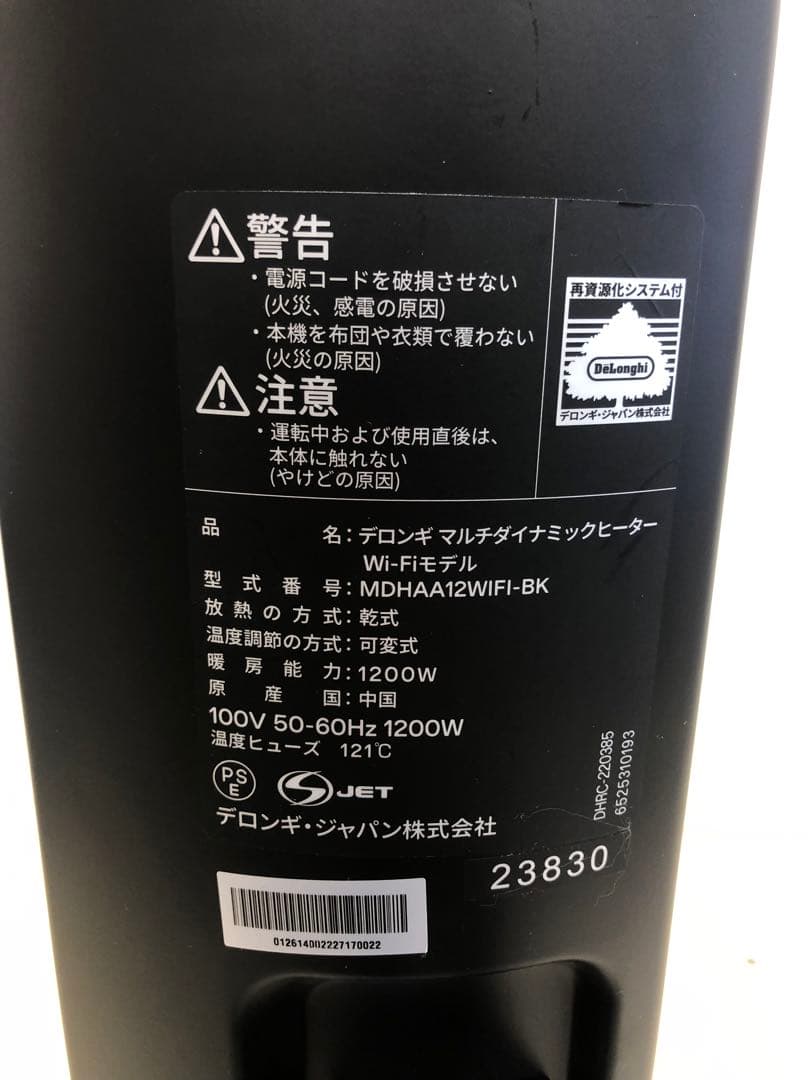 警告
・電源コードを破損させない
(火災、感電の原因)
・本機を布団や衣類で覆わない
(火災の原因)
注意
・運転中および使用直後は、
本体に触れない
(やけどの原因)
再資源化システム付
DeLonghi
デロンギ・ジャパン株式会社
品名：デロンギ マルチダイナミックヒーター
Wi-Fiモデル
型式番号：MDHAA12WIFI-BK
放熱の方式：乾式
温度調節の方式：可変式
暖房能力：1200W
原産国：中国
100V 50-60Hz 1200W
温度ヒューズ 121℃
PS
E
S JET
デロンギ・ジャパン株式会社
DHRC-220385
6525310193
23830
012614D02227170022